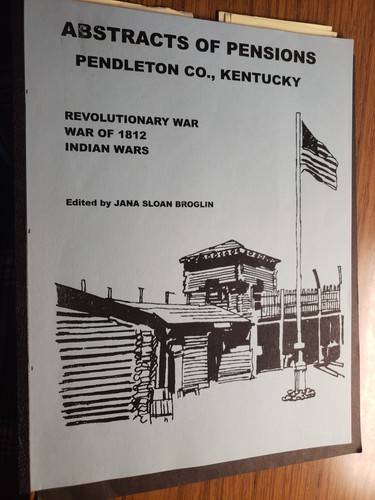 ABSTRACTS OF PENSIONS
PENDLETON CO., KENTUCKY
REVOLUTIONARY WAR
WAR OF 1812
INDIAN WARS
Edited by JANA SLOAN BROGLIN